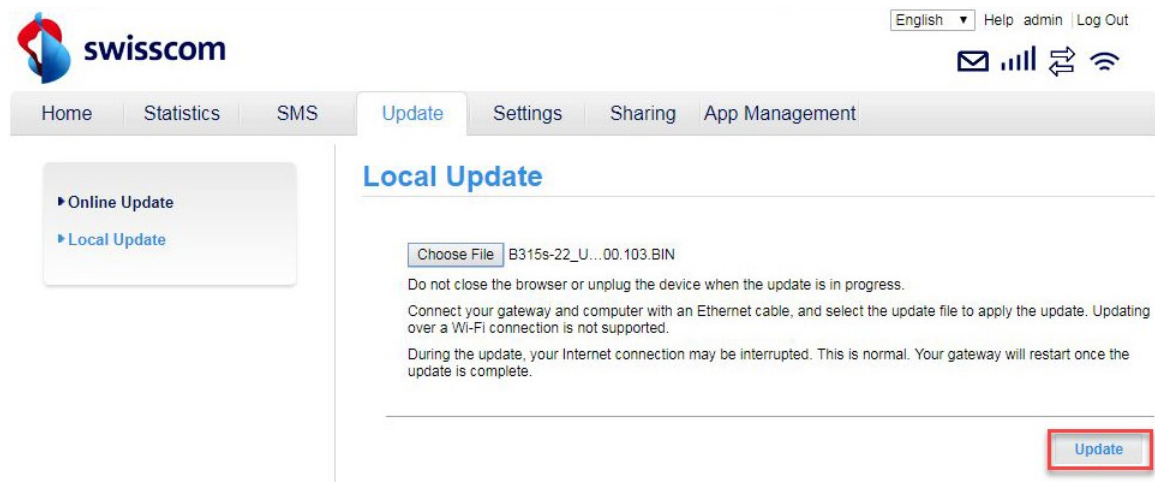 English Help admin Log Out
swisscom
Home Statistics SMS Update Settings Sharing App Management
Local Update
Online Update
Local Update
Choose File B315s-22_U...00.103.BIN
Do not close the browser or unplug the device when the update is in progress.
Connect your gateway and computer with an Ethernet cable, and select the update file to apply the update. Updating
over a Wi-Fi connection is not supported.
During the update, your Internet connection may be interrupted. This is normal. Your gateway will restart once the
update is complete.
Update